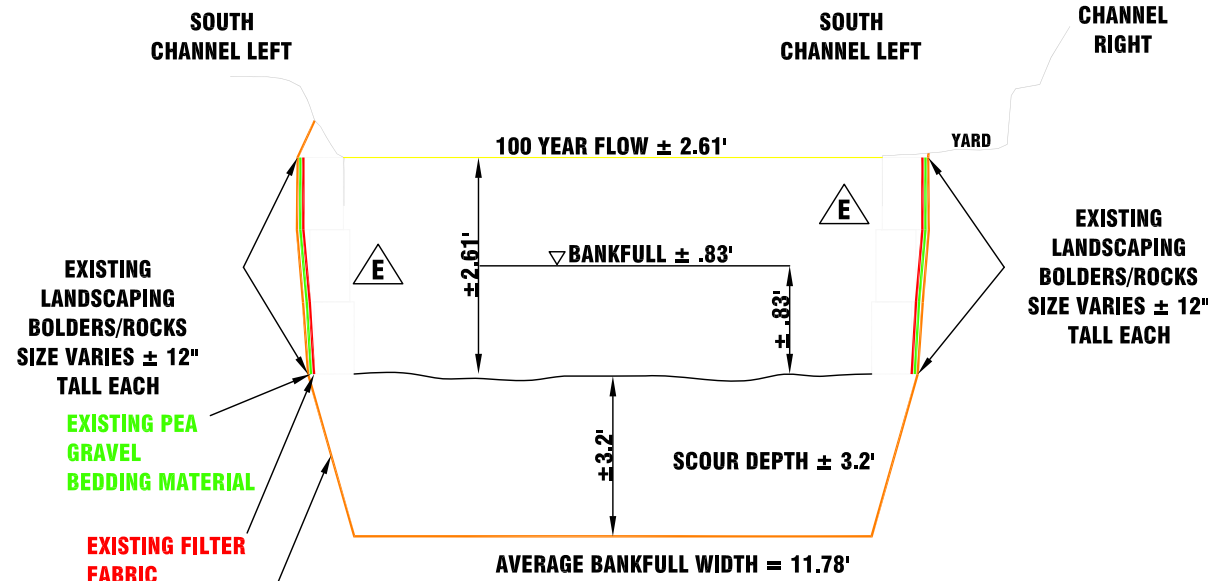 SOUTH
CHANNEL LEFT
SOUTH
CHANNEL LEFT
CHANNEL
RIGHT
100 YEAR FLOW ± 2.61'
YARD
E
E
±2.61'
BANKFULL ± .83'
± .83'
EXISTING
LANDSCAPING
BOLDERS/ROCKS
SIZE VARIES ± 12"
TALL EACH
EXISTING
LANDSCAPING
BOLDERS/ROCKS
SIZE VARIES ± 12"
TALL EACH
EXISTING PEA
GRAVEL
BEDDING MATERIAL
±3.2'
SCOUR DEPTH ± 3.2'
EXISTING FILTER
FABRIC
AVERAGE BANKFULL WIDTH = 11.78'